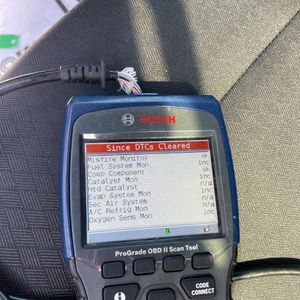 BOSCH
Since DTCs Cleared
Misfire Monitor ok
Fuel System Mon inc
Comp Component ok
Catalyst Mon inc
Htd Catalyst n/a
Evap System Mon inc
Sec Air System n/a
A/C Refrig Mon n/a
Oxygen Sens Mon inc
ProGrade OBD II Scan Tool
CODE
CONNECT